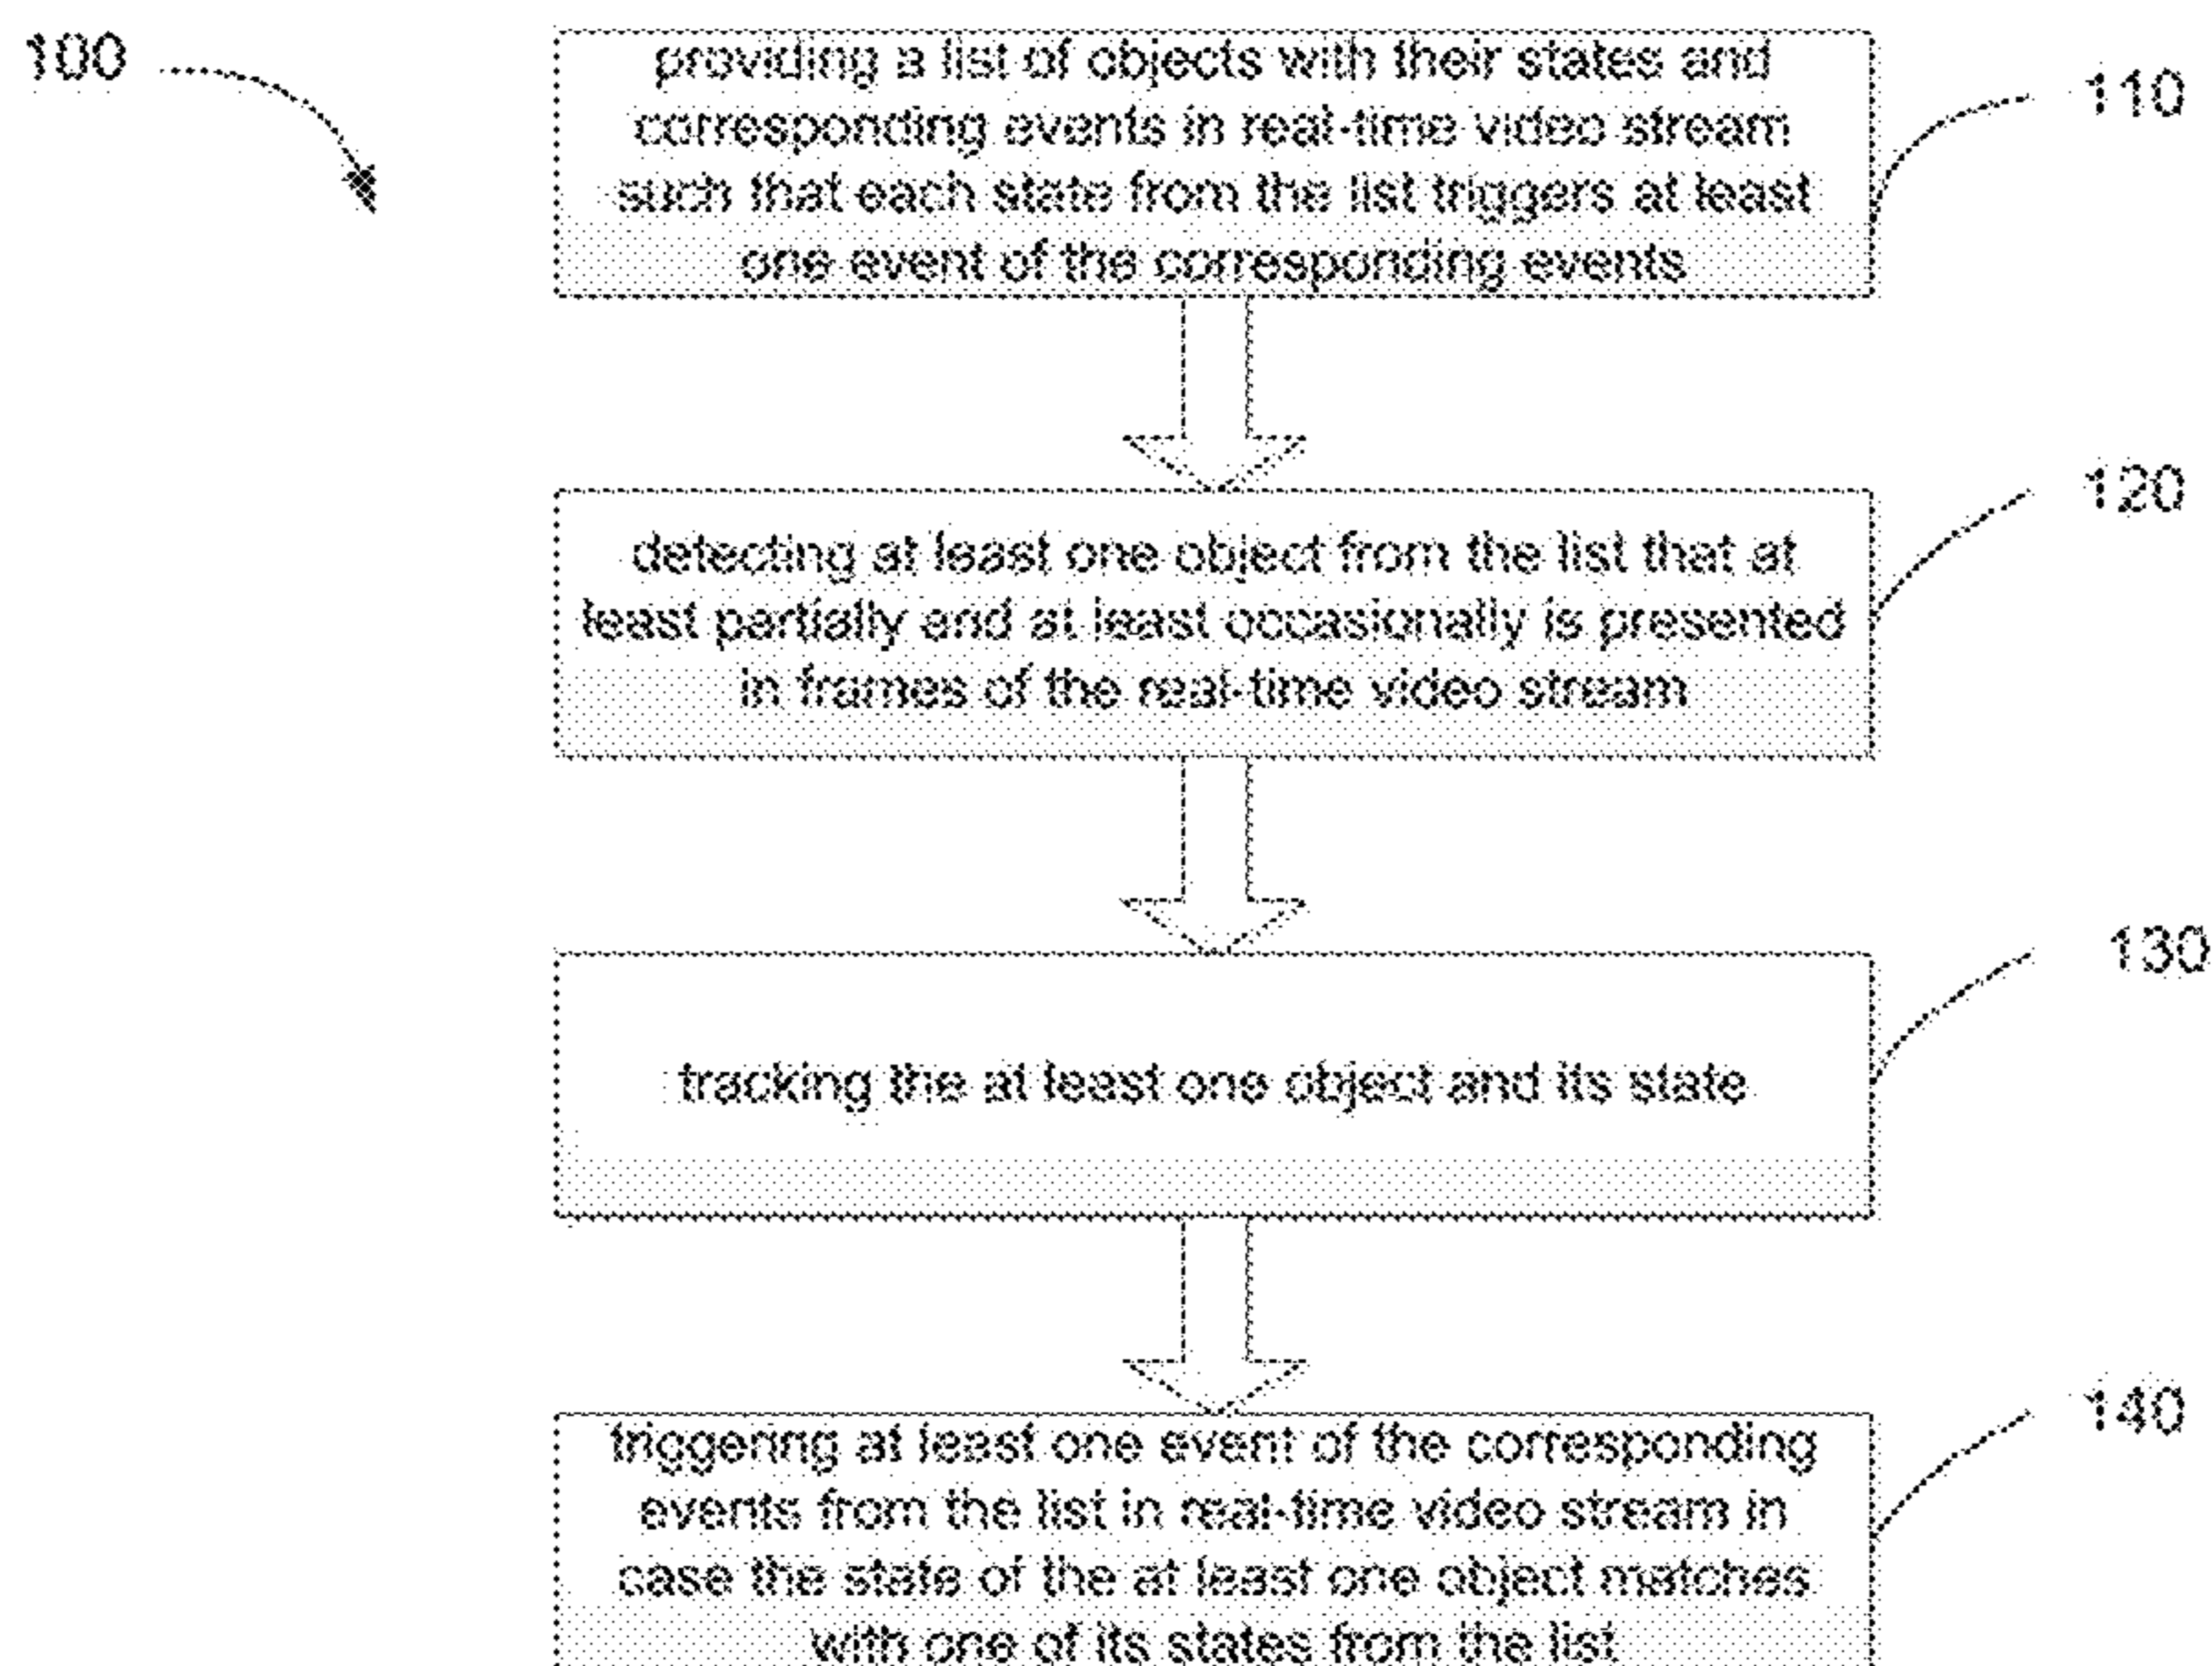 100
providing a list of objects with their states and
corresponding events in real-time video stream
such that each state from the list triggers at least
one event of the corresponding events
110
detecting at least one object from the list that at
least partially and at least occasionally is presented
in frames of the real-time video stream
120
tracking the at least one object and its state
130
triggering at least one event of the corresponding
events from the list in real-time video stream in
case the state of the at least one object matches
with one of its states from the list
140